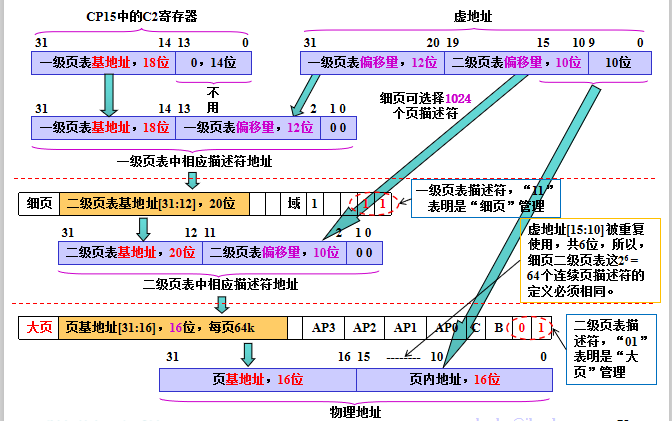 CP15中的C2寄存器
虚地址
31 14 13 0
31 20 19 15 10 9 0
一级页表基地址，18位 0，14位
一级页表偏移量，12位 二级页表偏移量，10位 10位
不
用
细页可选择1024
个页描述符
31 14 13 2 1 0
一级页表基地址，18位 一级页表偏移量，12位 0 0
一级页表中相应描述符地址
细页 二级页表基地址[31:12]，20位 域 1 1 1
一级页表描述符，“11”
表明是“细页”管理
31 12 11 2 1 0
二级页表基地址，20位 二级页表偏移量，10位 0 0
二级页表中相应描述符地址
虚地址[15:10]被重复
使用，共6位，所以，
细页二级页表这2⁶=
64个连续页描述符的
定义必须相同。
大页 页基地址[31:16]，16位，每页64k AP3 AP2 AP1 AP0 C B 0 1
二级页表描
述符，“01”
表明是“大
页”管理
31 16 15 -------- 10 0
页基地址，16位 页内地址，16位
物理地址